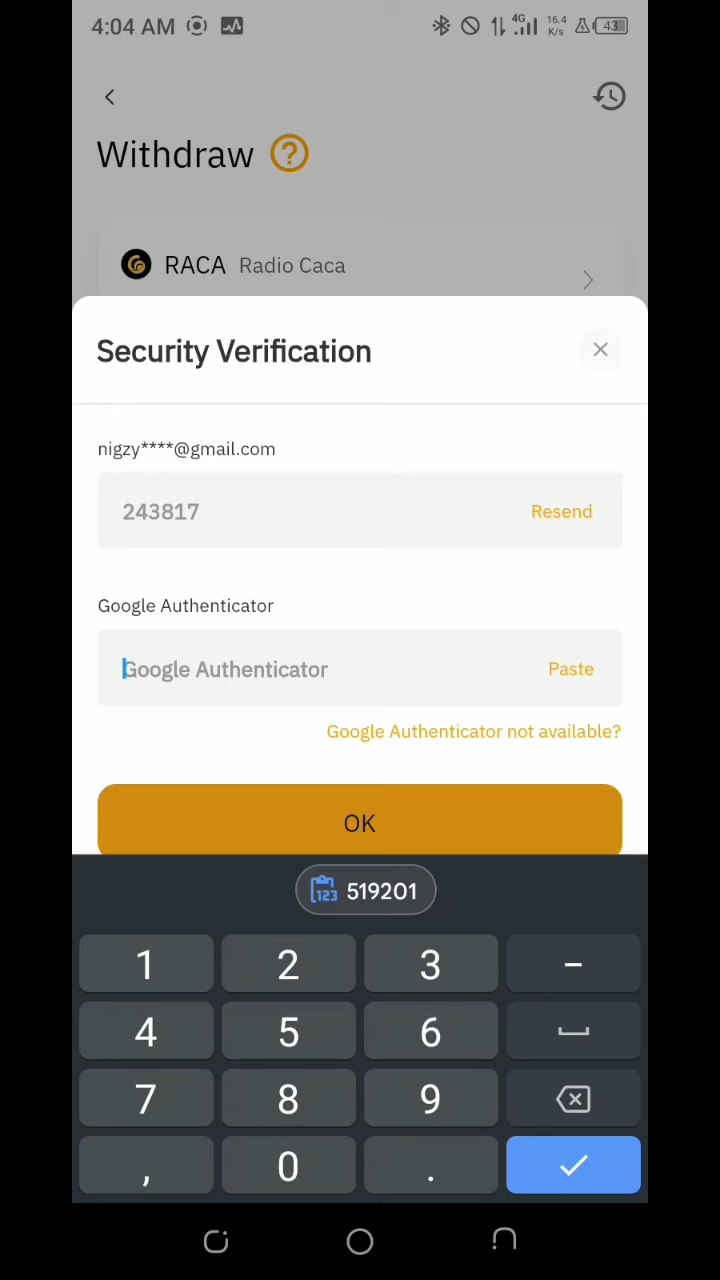 4:04 AM 4G 16.4 K/s 43
Withdraw ?
RACA Radio Caca
Security Verification
nigzy****@gmail.com
243817 Resend
Google Authenticator
Google Authenticator Paste
Google Authenticator not available?
OK
123 519201
1 2 3 –
4 5 6
7 8 9
, 0 .